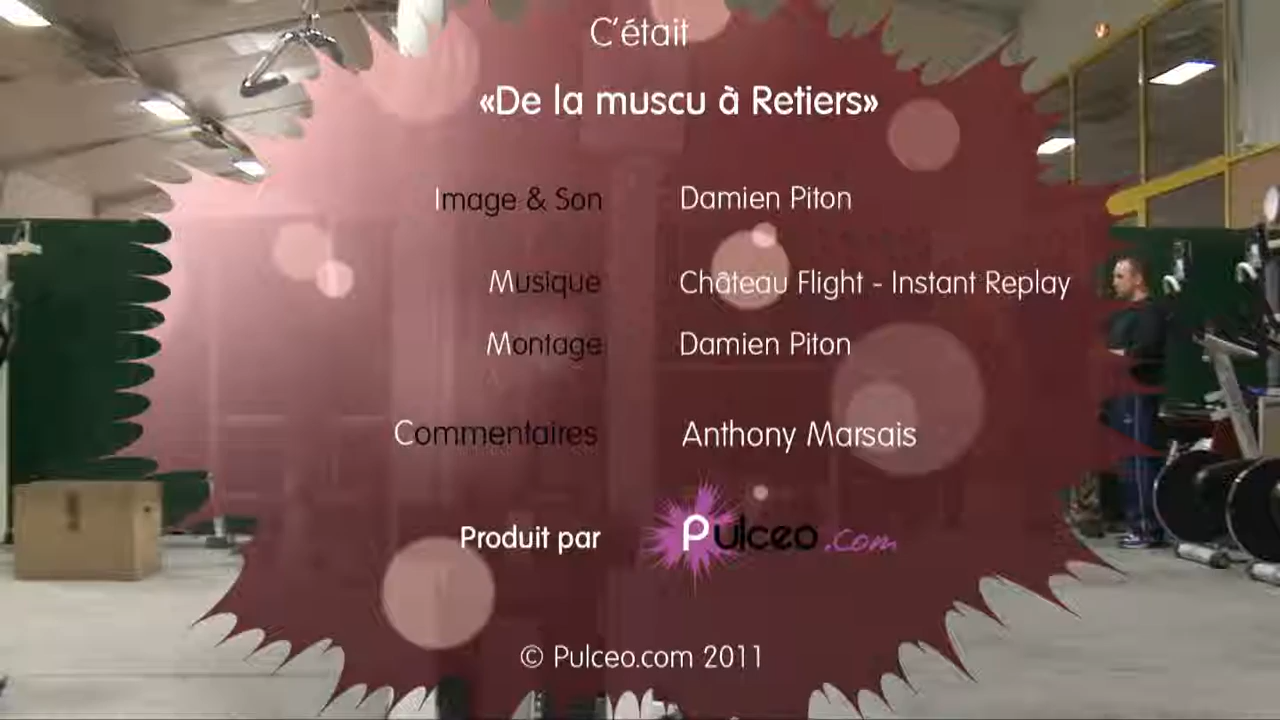 C'était
«De la muscu à Retiers»
Image & Son Damien Piton
Musique Château Flight - Instant Replay
Montage Damien Piton
Commentaires Anthony Marsais
Produit par Pulceo.com
© Pulceo.com 2011